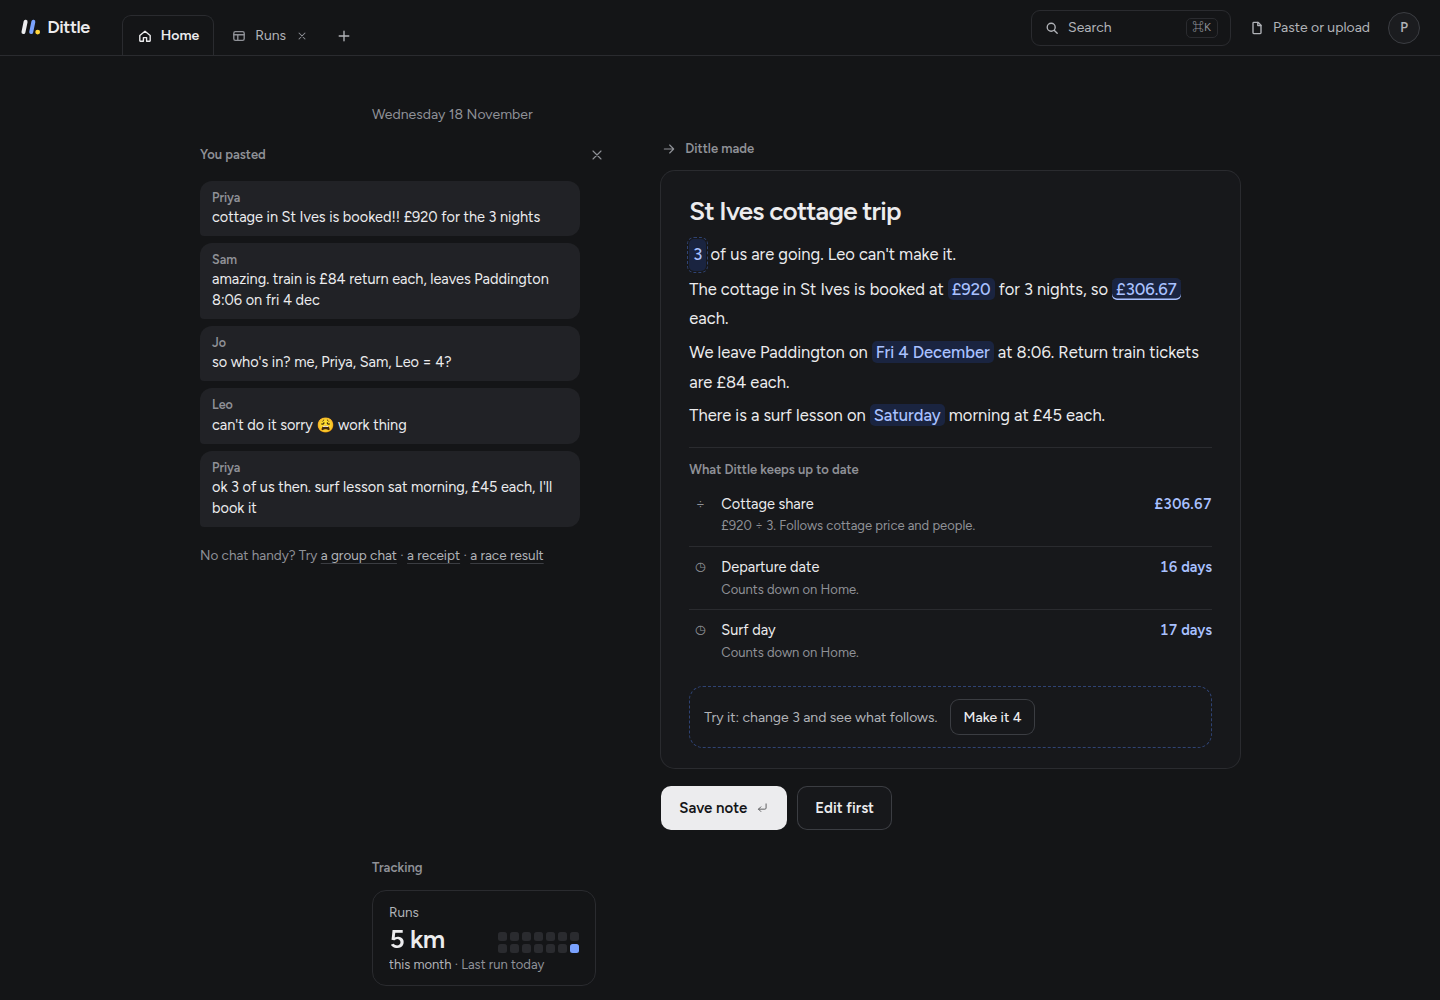 Dittle
Home
Runs
Search
⌘K
Paste or upload
P
Wednesday 18 November
You pasted
Priya
cottage in St Ives is booked!! £920 for the 3 nights
Sam
amazing. train is £84 return each, leaves Paddington
8:06 on fri 4 dec
Jo
so who's in? me, Priya, Sam, Leo = 4?
Leo
can't do it sorry 😩 work thing
Priya
ok 3 of us then. surf lesson sat morning, £45 each, I'll
book it
No chat handy? Try a group chat · a receipt · a race result
Dittle made
St Ives cottage trip
3 of us are going. Leo can't make it.
The cottage in St Ives is booked at £920 for 3 nights, so £306.67
each.
We leave Paddington on Fri 4 December at 8:06. Return train tickets
are £84 each.
There is a surf lesson on Saturday morning at £45 each.
What Dittle keeps up to date
÷ Cottage share £306.67
£920 ÷ 3. Follows cottage price and people.
Departure date 16 days
Counts down on Home.
Surf day 17 days
Counts down on Home.
Try it: change 3 and see what follows. Make it 4
Save note
Edit first
Tracking
Runs
5 km
this month · Last run today